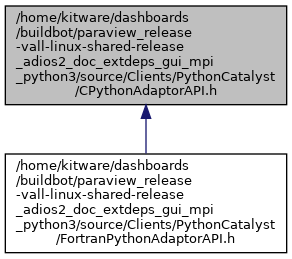 /home/kitware/dashboards
/buildbot/paraview_release
-vall-linux-shared-release
_adios2_doc_extdeps_gui_mpi
_python3/source/Clients/PythonCatalyst
/CPythonAdaptorAPI.h
/home/kitware/dashboards
/buildbot/paraview_release
-vall-linux-shared-release
_adios2_doc_extdeps_gui_mpi
_python3/source/Clients/PythonCatalyst
/FortranPythonAdaptorAPI.h